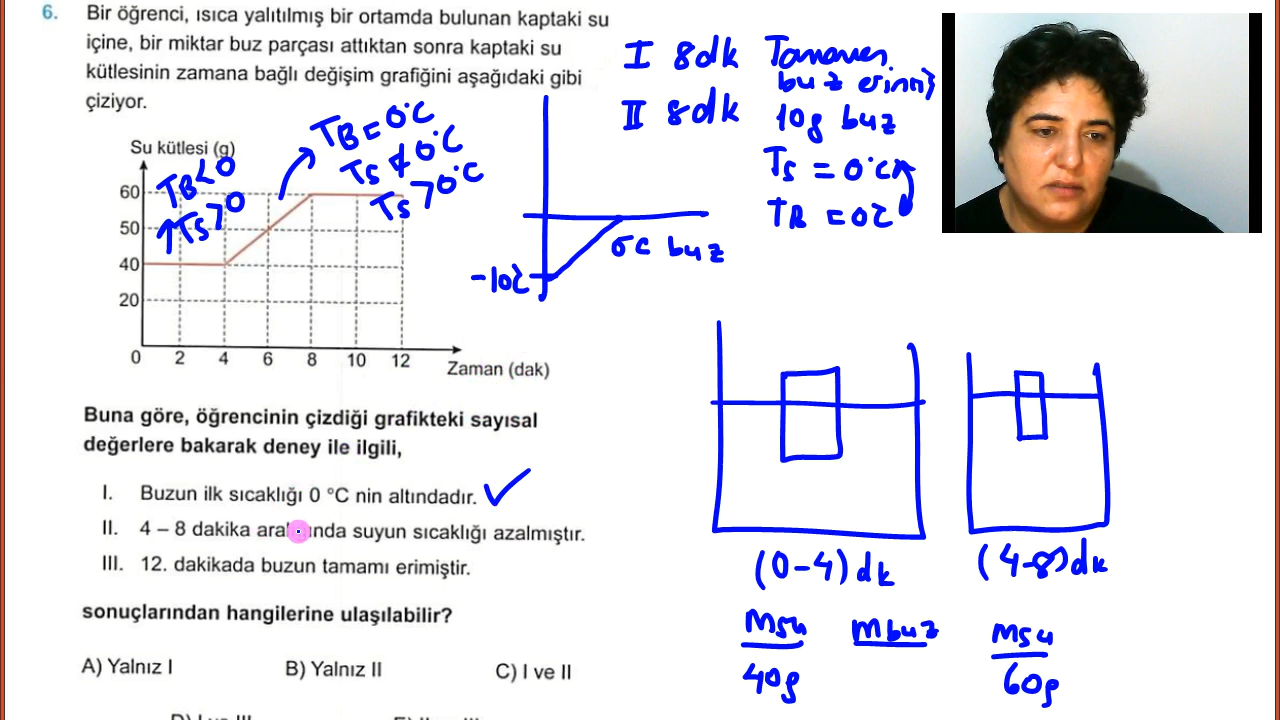 6. Bir öğrenci, ısıca yalıtılmış bir ortamda bulunan kaptaki su
içine, bir miktar buz parçası attıktan sonra kaptaki su
kütlesinin zamana bağlı değişim grafiğini aşağıdaki gibi
çiziyor.
Su kütlesi (g)
60
50
40
20
0 2 4 6 8 10 12
Zaman (dak)
TB<0
TS>0
TB=0°C
TS ≮ 0°C
TS >0°C
-10°C
0°C buz
I 8dk Tamamen
buz erimiş
II 8dk 10g buz
TS = 0°C
TB = 0°C
Buna göre, öğrencinin çizdiği grafikteki sayısal
değerlere bakarak deney ile ilgili,
I. Buzun ilk sıcaklığı 0 °C nin altındadır.
II. 4 – 8 dakika ara ında suyun sıcaklığı azalmıştır.
III. 12. dakikada buzun tamamı erimiştir.
sonuçlarından hangilerine ulaşılabilir?
A) Yalnız I B) Yalnız II C) I ve II
(0-4)dk (4-8)dk
Msu Mbuz Msu
40g 60g